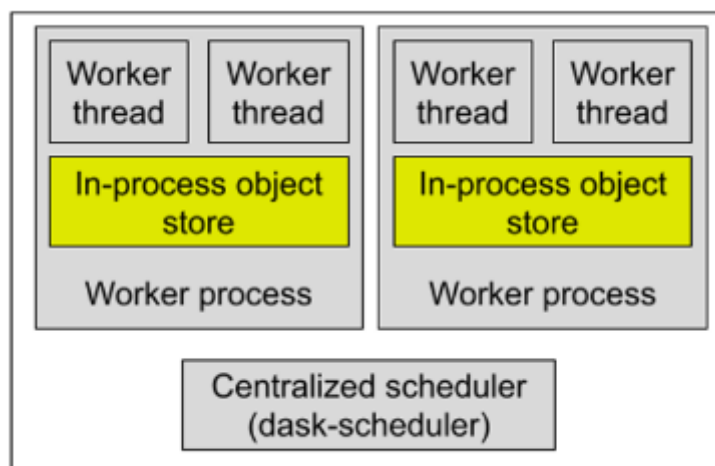 Worker
thread
Worker
thread
Worker
thread
Worker
thread
In-process object
store
In-process object
store
Worker process
Worker process
Centralized scheduler
(dask-scheduler)